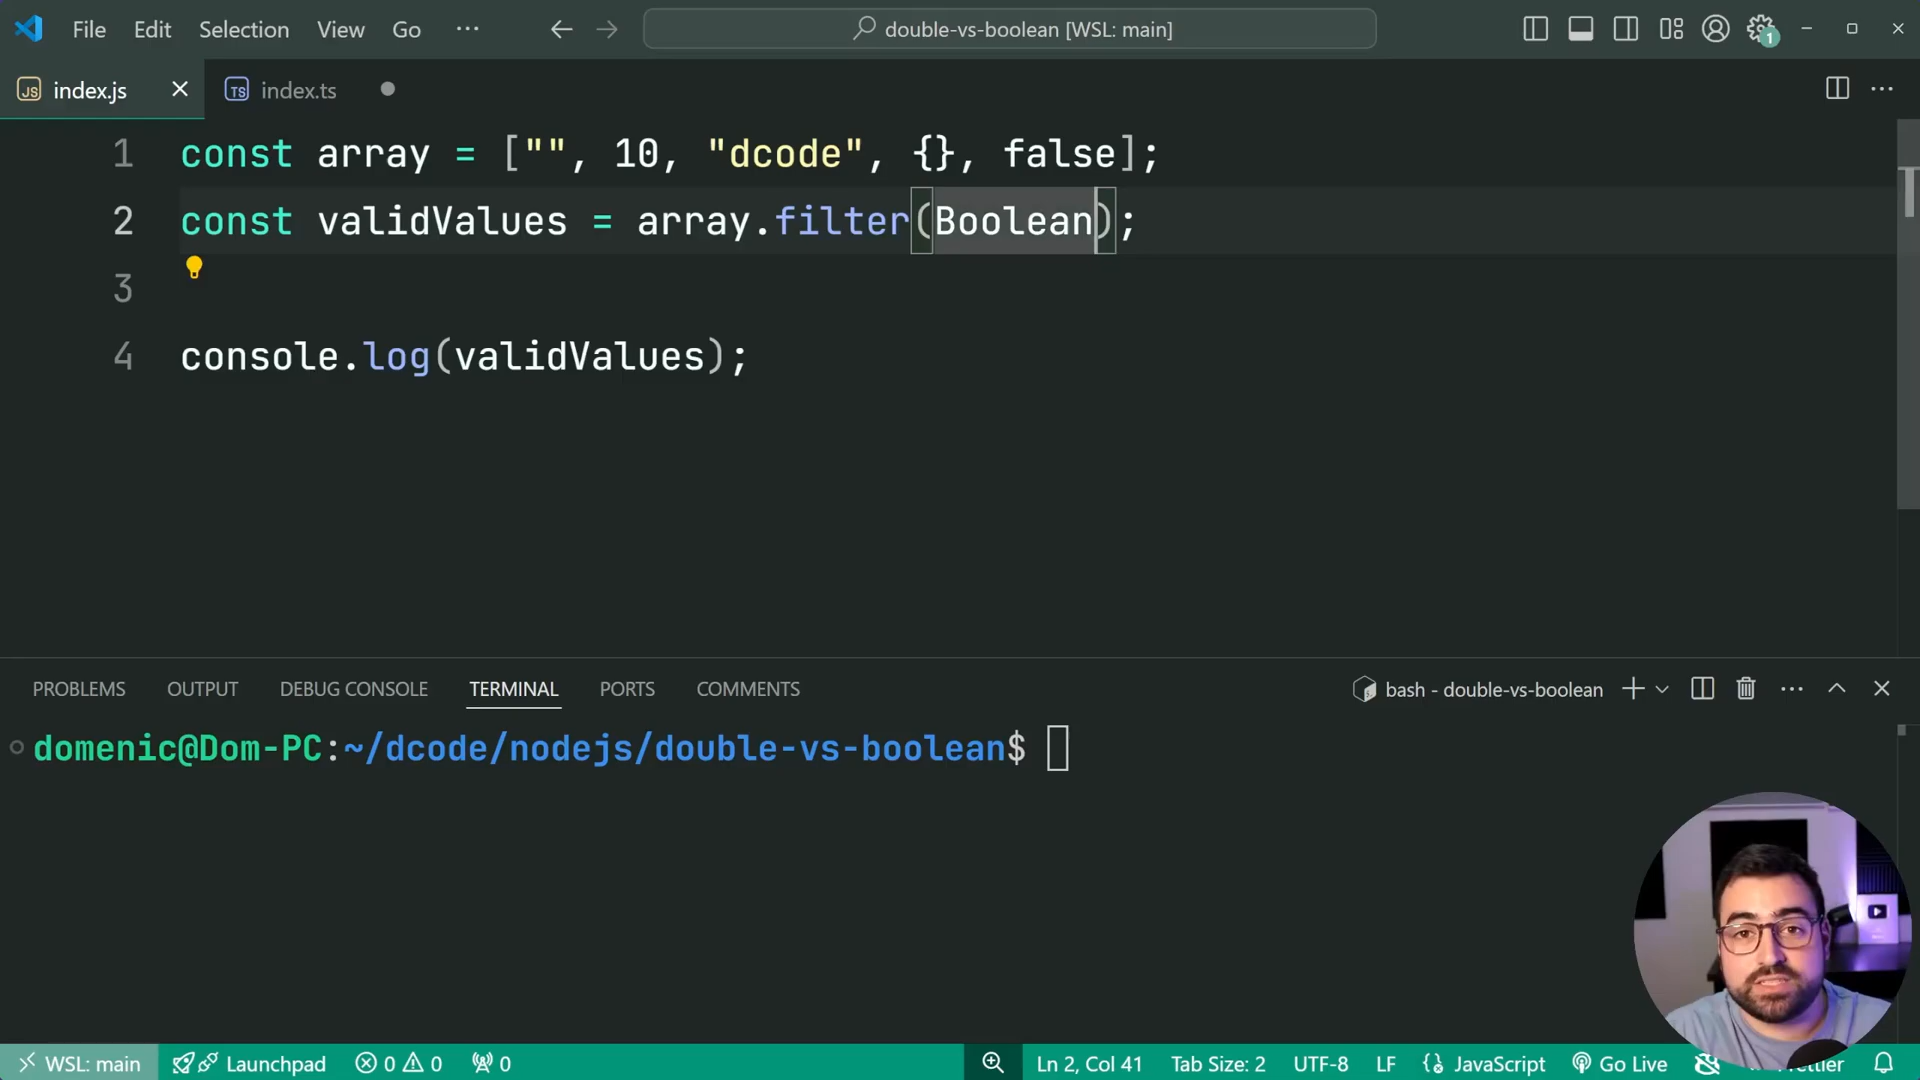 File Edit Selection View Go ··· double-vs-boolean [WSL: main] 1
JS index.js TS index.ts
1 const array = ["", 10, "dcode", {}, false];
2 const validValues = array.filter(Boolean);
3
4 console.log(validValues);
PROBLEMS OUTPUT DEBUG CONSOLE TERMINAL PORTS COMMENTS bash - double-vs-boolean
domenic@Dom-PC:~/dcode/nodejs/double-vs-boolean$
WSL: main Launchpad 0 0 0 Ln 2, Col 41 Tab Size: 2 UTF-8 LF {} JavaScript Go Live